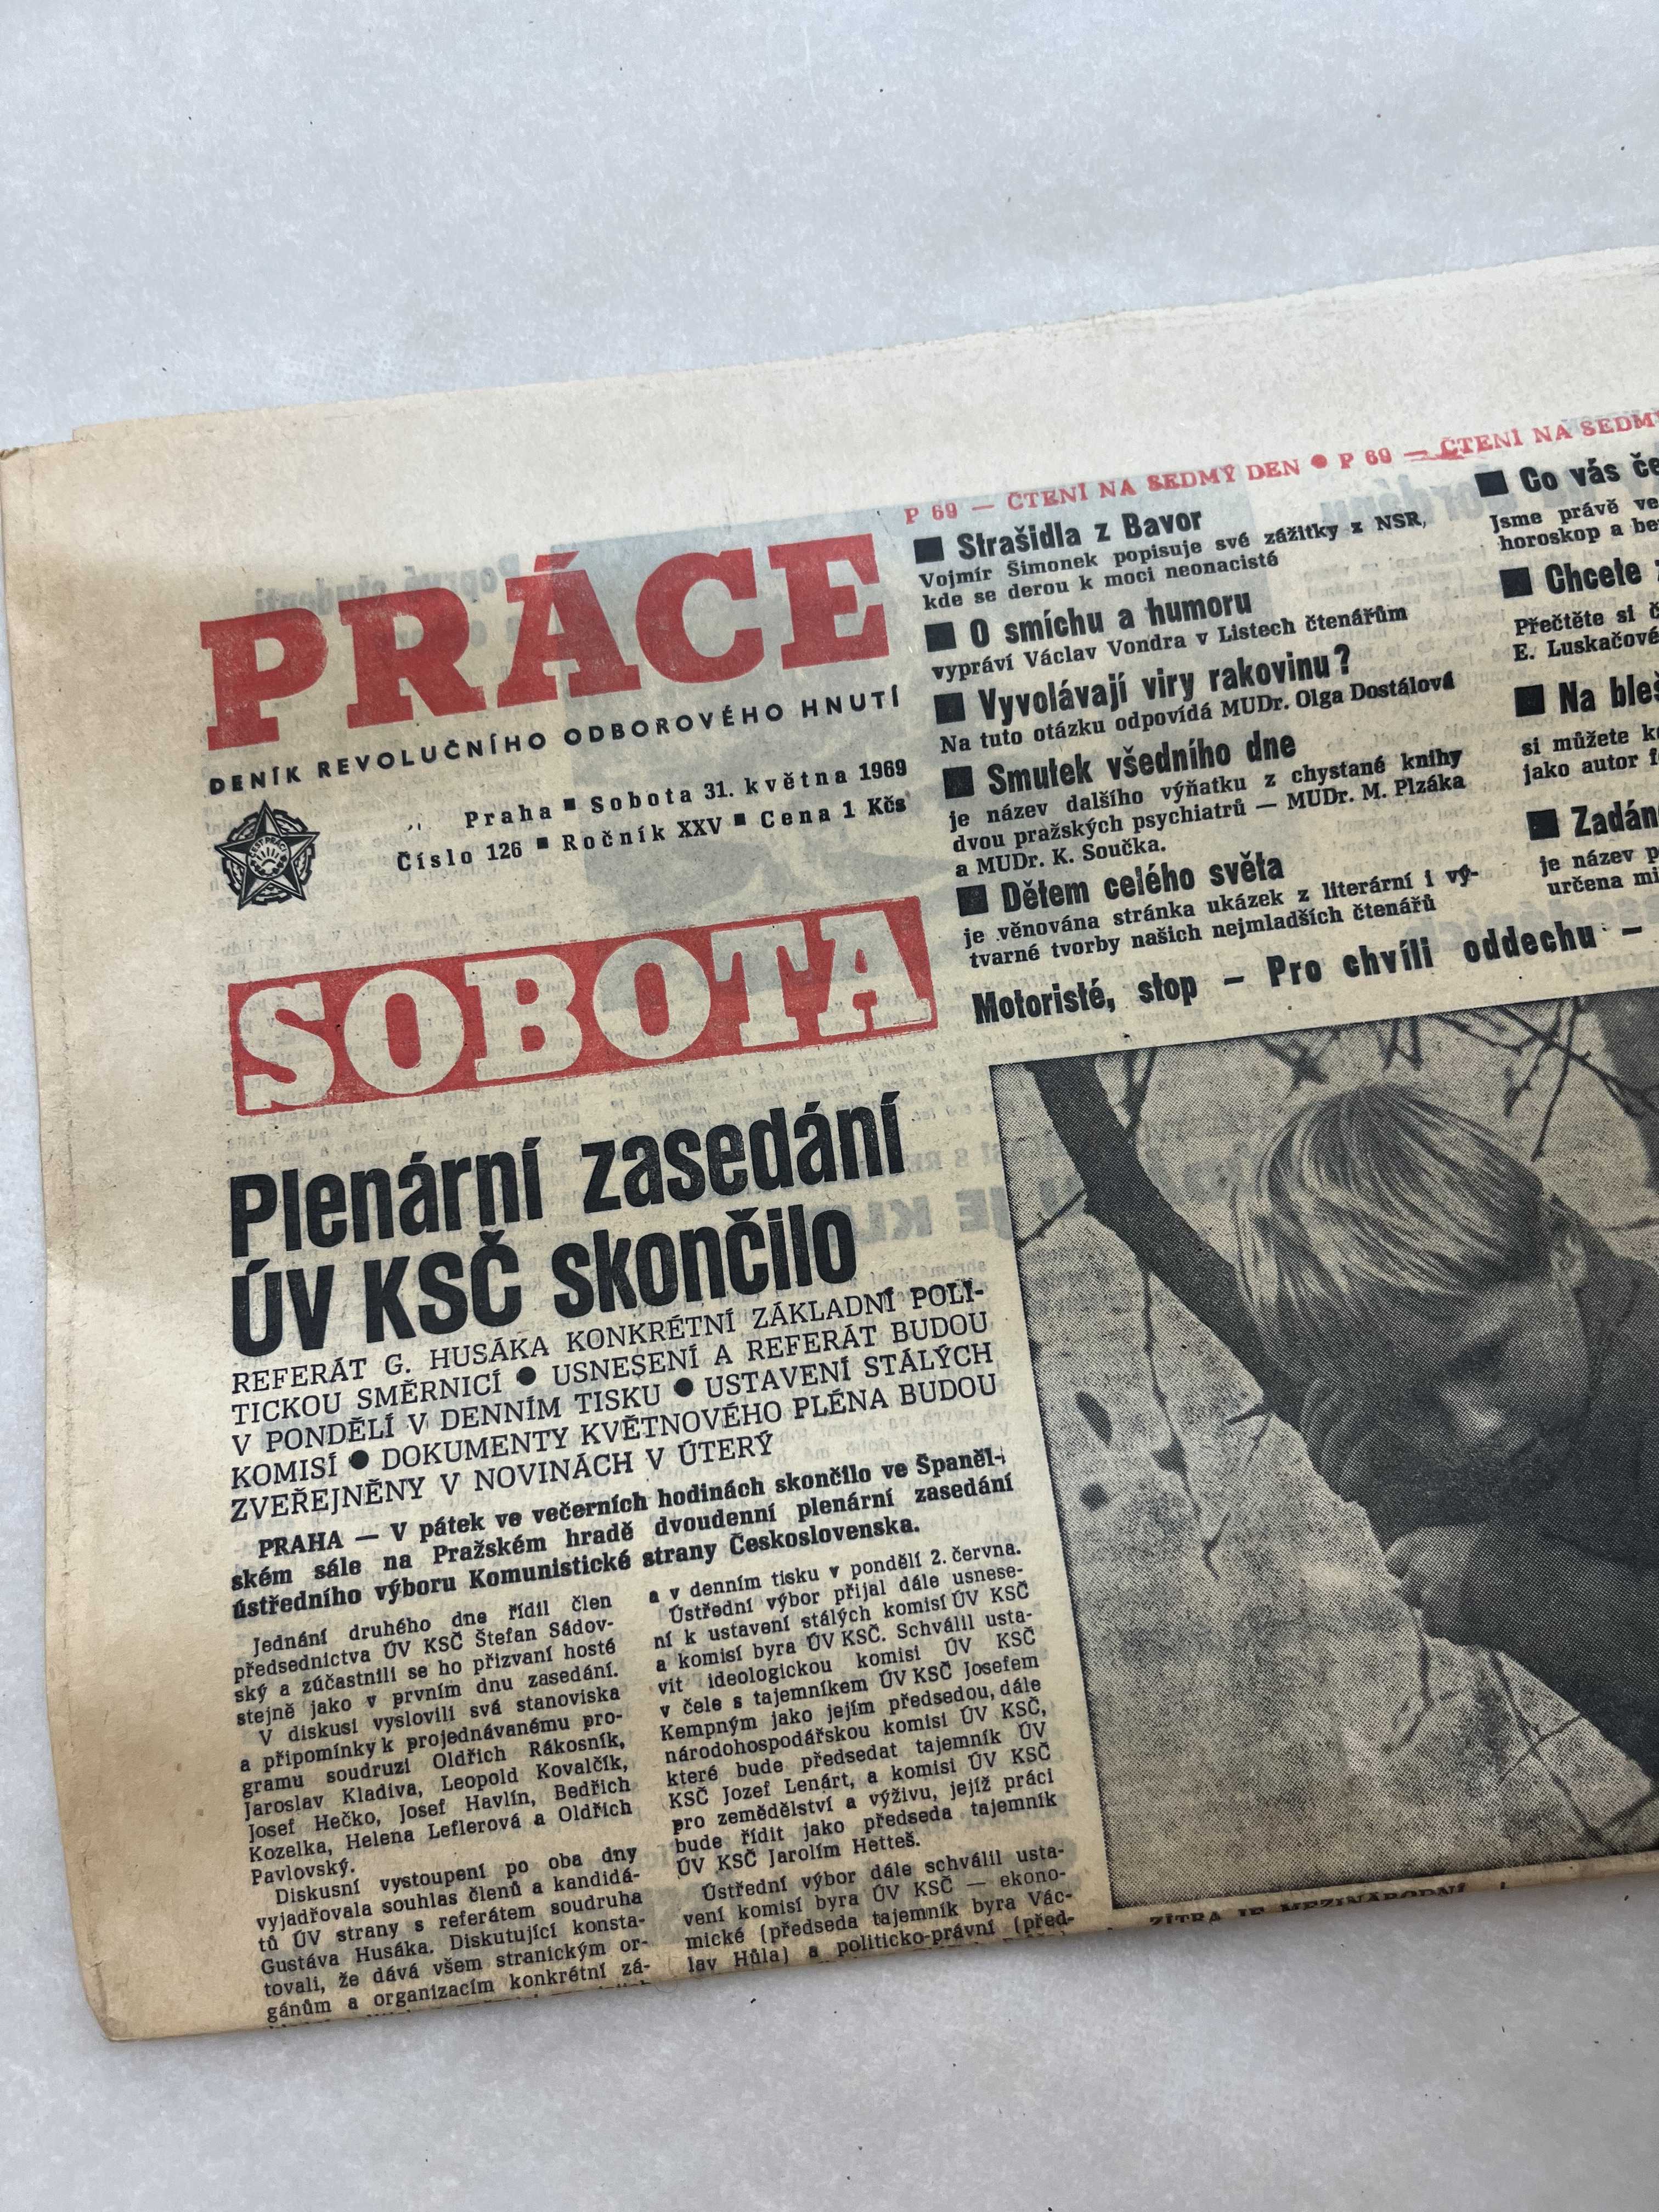 P 69 — ČTENÍ NA SEDMÝ DEN ● P 69 — ČTENÍ NA
PRÁCE
DENÍK REVOLUČNÍHO ODBOROVÉHO HNUTÍ
Praha ■ Sobota 31. května 1969
Číslo 126 ■ Ročník XXV ■ Cena 1 Kčs
SOBOTA
■ Strašidla z Bavor
Vojmír Šimonek popisuje své zážitky z NSR,
kde se derou k moci neonacisté
■ O smíchu a humoru
vypráví Václav Vondra v Listech čtenářům
■ Vyvolávají viry rakovinu?
Na tuto otázku odpovídá MUDr. Olga Dostálová
■ Smutek všedního dne
je název dalšího výňatku z chystané knihy
dvou pražských psychiatrů — MUDr. M. Plzáka
a MUDr. K. Součka.
■ Dětem celého světa
je věnována stránka ukázek z literární i vý-
tvarné tvorby našich nejmladších čtenářů
Motoristé, stop – Pro chvíli oddechu –
■ Co vás
Jsme právě
horoskop a
■ Chcete
Přečtěte si
E. Luskačové
■ Na
si můžete
jako autor
■
je název
určena
Plenární zasedání
ÚV KSČ skončilo
REFERÁT G. HUSÁKA KONKRÉTNÍ ZÁKLADNÍ POLI-
TICKOU SMĚRNICÍ ● USNESENÍ A REFERÁT BUDOU
V PONDĚLÍ V DENNÍM TISKU ● USTAVENÍ STÁLÝCH
KOMISÍ ● DOKUMENTY KVĚTNOVÉHO PLÉNA BUDOU
ZVEŘEJNĚNY V NOVINÁCH V ÚTERÝ
PRAHA — V pátek ve večerních hodinách skončilo ve Španěl-
ském sále na Pražském hradě dvoudenní plenární zasedání
ústředního výboru Komunistické strany Československa.
Jednání druhého dne řídil člen
předsednictva ÚV KSČ Štefan Sádov-
ský a zúčastnili se ho přizvaní hosté
stejně jako v prvním dnu zasedání.
V diskusi vyslovili svá stanoviska
a připomínky k projednávanému pro-
gramu soudruzi Oldřich Rákosník,
Jaroslav Kladiva, Leopold Kovalčík,
Josef Hečko, Josef Havlín, Bedřich
Kozelka, Helena Leflerová a Oldřich
Pavlovský.
Diskusní vystoupení po oba dny
vyjadřovala souhlas členů a kandidá-
tů ÚV strany s referátem soudruha
Gustáva Husáka. Diskutující konsta-
tovali, že dává všem stranickým or-
gánům a organizacím konkrétní zá-
a v denním tisku v pondělí 2. června.
Ústřední výbor přijal dále usnese-
ní k ustavení stálých komisí ÚV KSČ
a komisí byra ÚV KSČ. Schválil usta-
vit ideologickou komisi ÚV KSČ
v čele s tajemníkem ÚV KSČ Josefem
Kempným jako jejím předsedou, dále
národohospodářskou komisi ÚV KSČ,
které bude předsedat tajemník ÚV
KSČ Jozef Lenárt, a komisi ÚV KSČ
pro zemědělství a výživu, jejíž práci
bude řídit jako předseda tajemník
ÚV KSČ Jarolím Hetteš.
Ústřední výbor dále schválil usta-
vení komisí byra ÚV KSČ — ekono-
mické (předseda tajemník byra Vác-
lav Hůla) a politicko-právní (před-
ZÍTRA JE MEZINÁRODNÍ